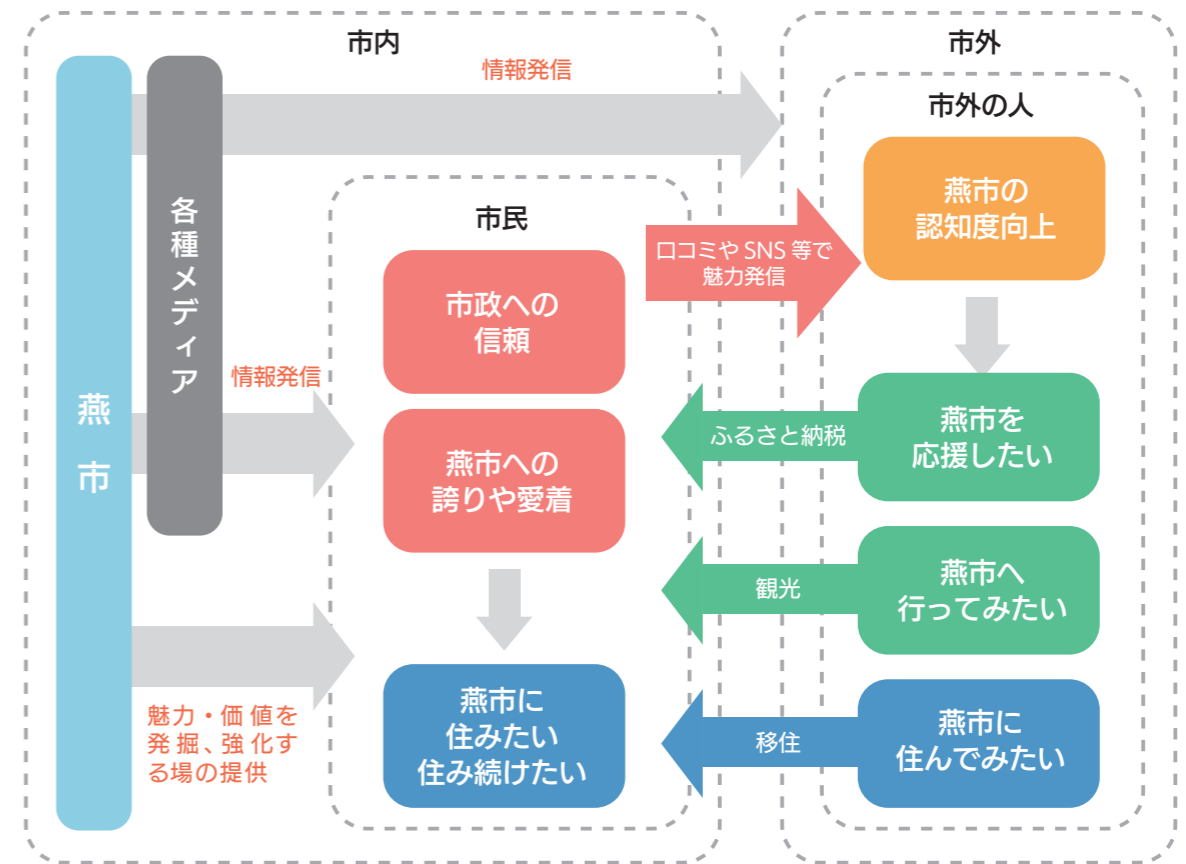 市内
市外
情報発信
市外の人
燕市
各種メディア
市民
燕市の
認知度向上
口コミや SNS 等で
魅力発信
市政への
信頼
情報発信
燕市への
誇りや愛着
ふるさと納税
燕市を
応援したい
観光
燕市へ
行ってみたい
魅力・価値を
発掘、強化す
る場の提供
燕市に
住みたい
住み続けたい
移住
燕市に
住んでみたい